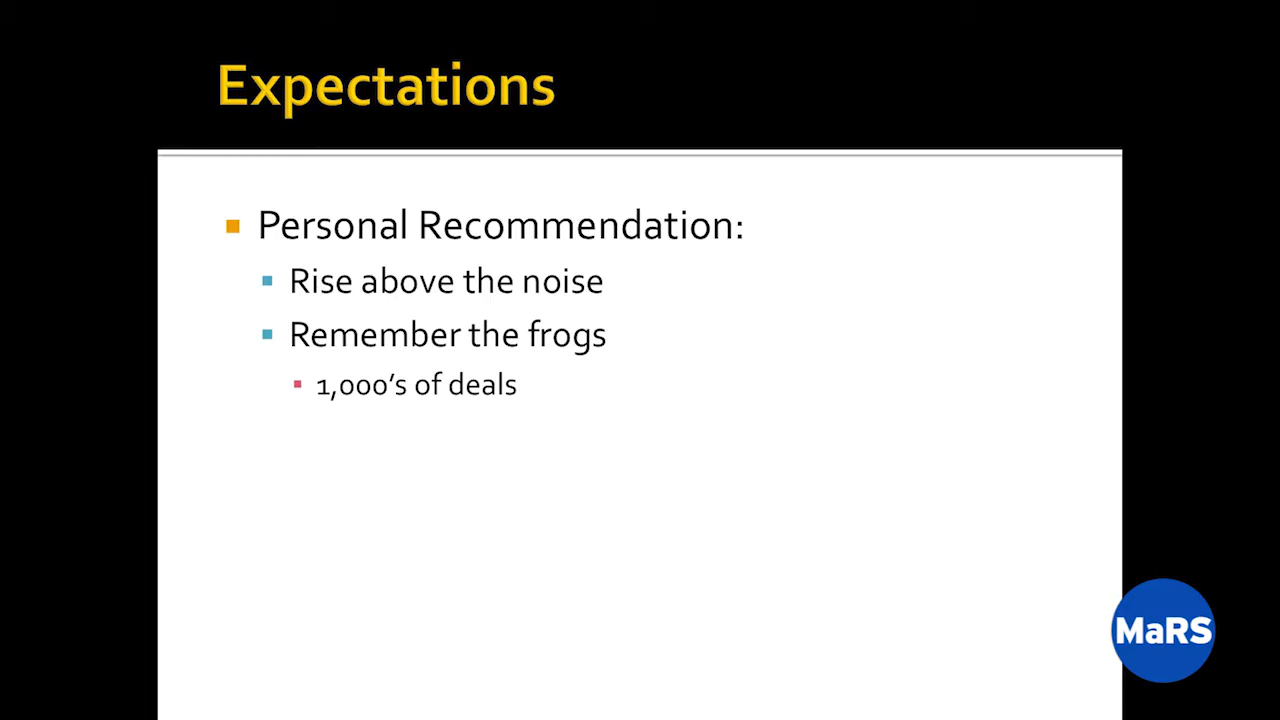 Expectations
Personal Recommendation:
Rise above the noise
Remember the frogs
1,000's of deals
MaRS